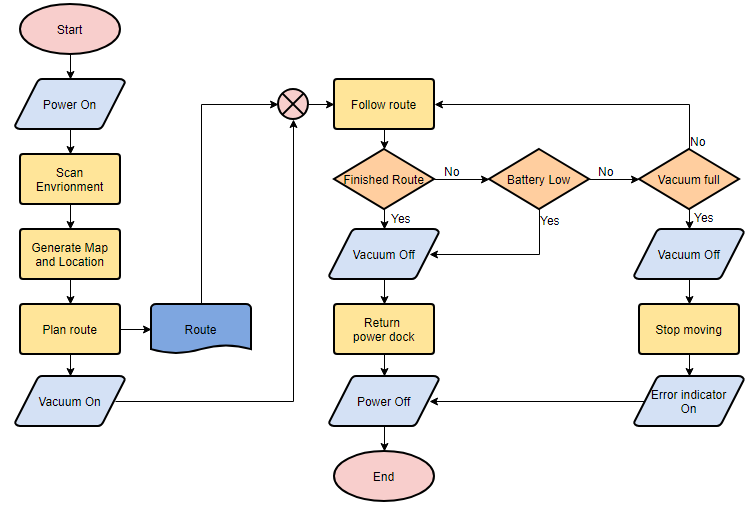 Start
Power On
Scan
Envrionment
Generate Map
and Location
Plan route
Route
Vacuum On
Follow route
Finished Route
No
Battery Low
No
Vacuum full
No
Yes
Yes
Yes
Vacuum Off
Vacuum Off
Return
power dock
Stop moving
Power Off
Error indicator
On
End